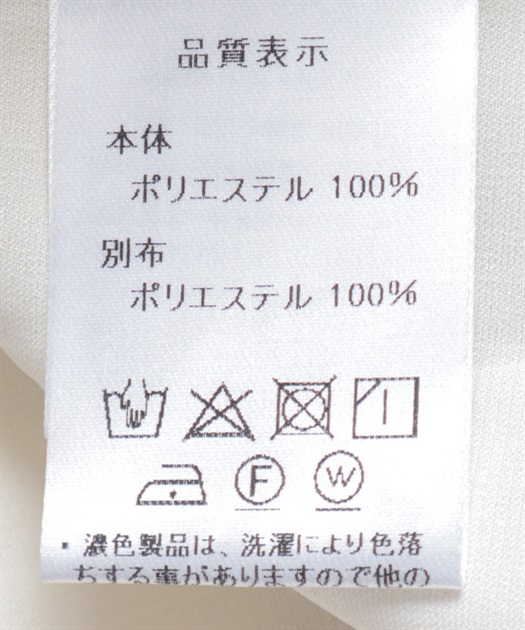 品質表示
本体
ポリエステル 100%
別布
ポリエステル 100%
F W
・濃色製品は、洗濯により色落
ちする事がありますので他の